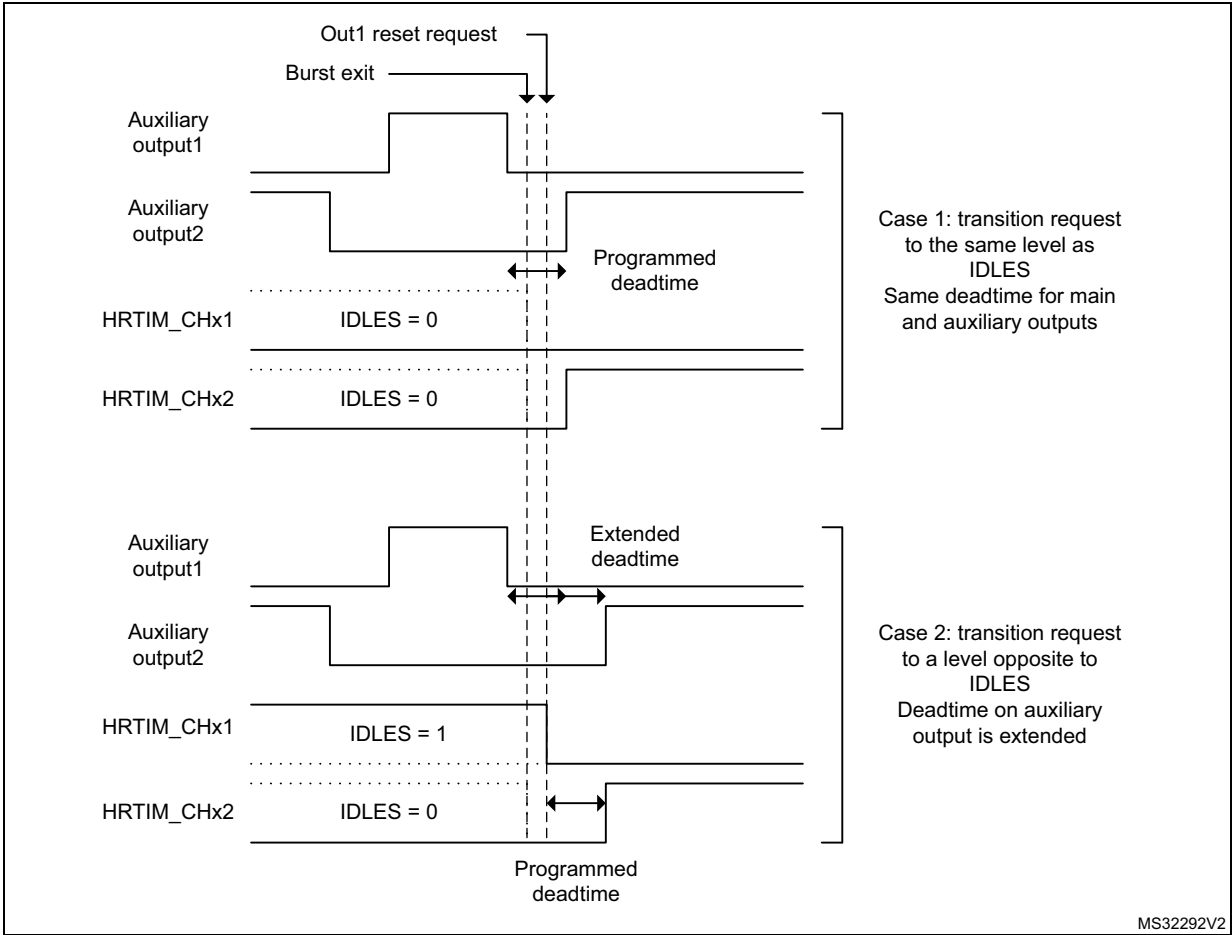 Out1 reset request
Burst exit
Auxiliary
output1
Auxiliary
output2
Programmed
deadtime
HRTIM_CHx1
IDLES = 0
HRTIM_CHx2
IDLES = 0
Case 1: transition request
to the same level as
IDLES
Same deadtime for main
and auxiliary outputs
Auxiliary
output1
Extended
deadtime
Auxiliary
output2
HRTIM_CHx1
IDLES = 1
HRTIM_CHx2
IDLES = 0
Programmed
deadtime
Case 2: transition request
to a level opposite to
IDLES
Deadtime on auxiliary
output is extended
MS32292V2